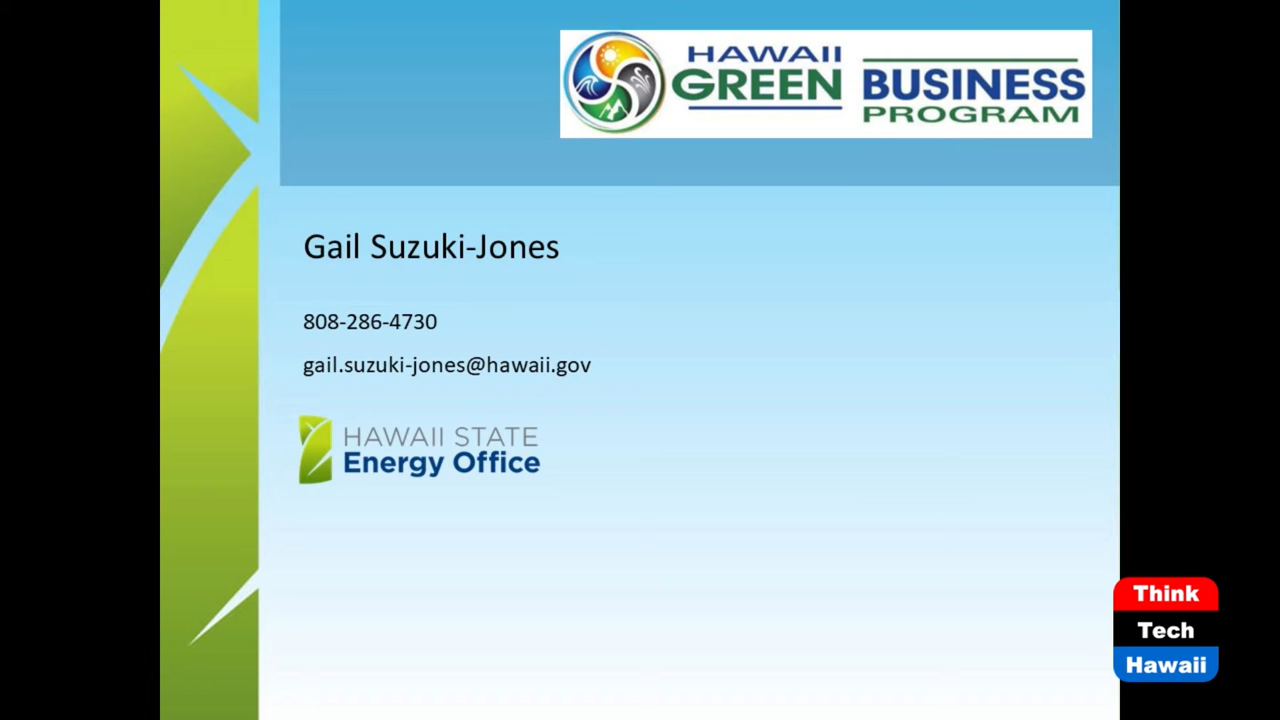 HAWAII
GREEN
BUSINESS
PROGRAM
Gail Suzuki-Jones
808-286-4730
gail.suzuki-jones@hawaii.gov
HAWAII STATE
Energy Office
Think
Tech
Hawaii